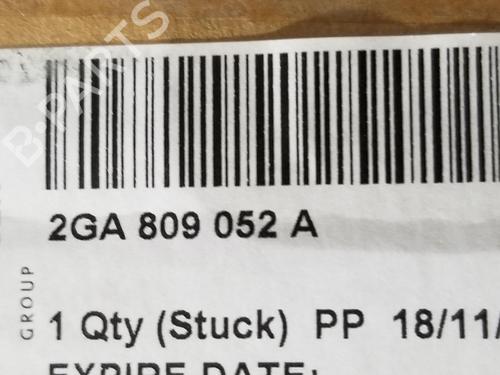 B-PARTS
2GA 809 052 A
GROUP
1 Qty (Stuck) PP 18/11/
EXPIRE DATE: